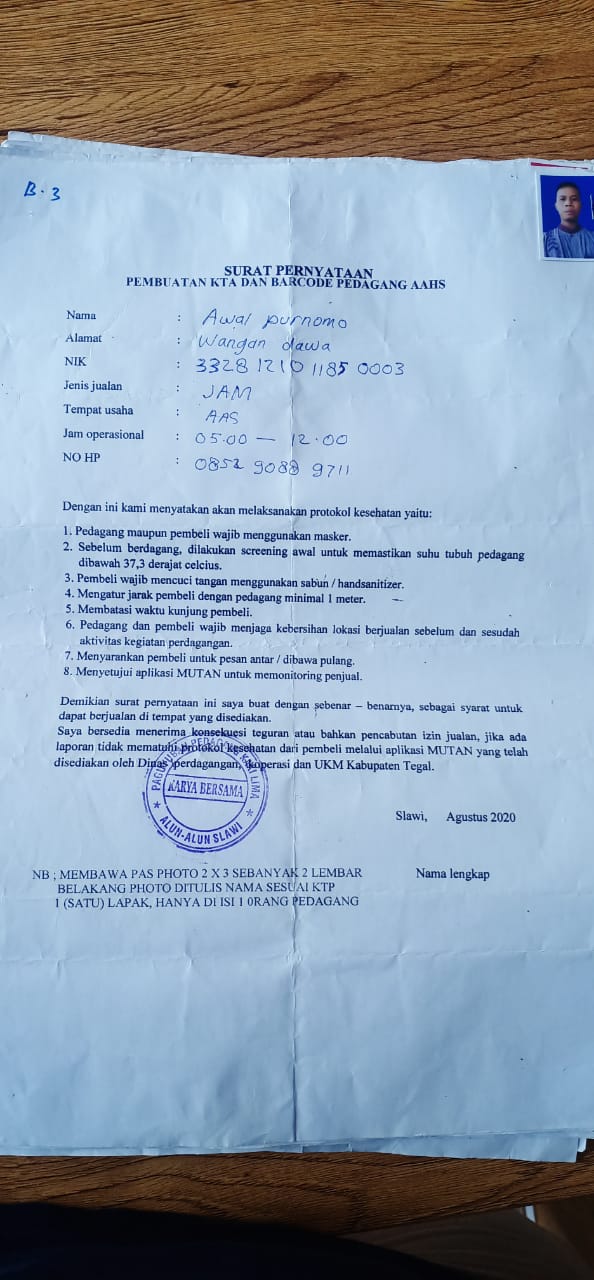 B.3
SURAT PERNYATAAN
PEMBUATAN KTA DAN BARCODE PEDAGANG AAHS
Nama : Awal purnomo
Alamat : Wangan dawa
NIK : 3328 1210 1185 0003
Jenis jualan : JAM
Tempat usaha : AAS
Jam operasional : 05.00 — 12.00
NO HP : 0852 9088 9711
Dengan ini kami menyatakan akan melaksanakan protokol kesehatan yaitu:
1. Pedagang maupun pembeli wajib menggunakan masker.
2. Sebelum berdagang, dilakukan screening awal untuk memastikan suhu tubuh pedagang
dibawah 37,3 derajat celcius.
3. Pembeli wajib mencuci tangan menggunakan sabun / handsanitizer.
4. Mengatur jarak pembeli dengan pedagang minimal 1 meter.
5. Membatasi waktu kunjung pembeli.
6. Pedagang dan pembeli wajib menjaga kebersihan lokasi berjualan sebelum dan sesudah
aktivitas kegiatan perdagangan.
7. Menyarankan pembeli untuk pesan antar / dibawa pulang.
8. Menyetujui aplikasi MUTAN untuk memonitoring penjual.
Demikian surat pernyataan ini saya buat dengan sebenar – benarnya, sebagai syarat untuk
dapat berjualan di tempat yang disediakan.
Saya bersedia menerima konsekuesi teguran atau bahkan pencabutan izin jualan, jika ada
laporan tidak mematuhi protokol kesehatan dari pembeli melalui aplikasi MUTAN yang telah
disediakan oleh Dinas perdagangan, koperasi dan UKM Kabupaten Tegal.
PAGUYUBAN PEDAGANG KAKI LIMA
KARYA BERSAMA
ALUN-ALUN SLAWI
Slawi, Agustus 2020
Nama lengkap
NB ; MEMBAWA PAS PHOTO 2 X 3 SEBANYAK 2 LEMBAR
BELAKANG PHOTO DITULIS NAMA SESUAI KTP
1 (SATU) LAPAK, HANYA DI ISI 1 0RANG PEDAGANG